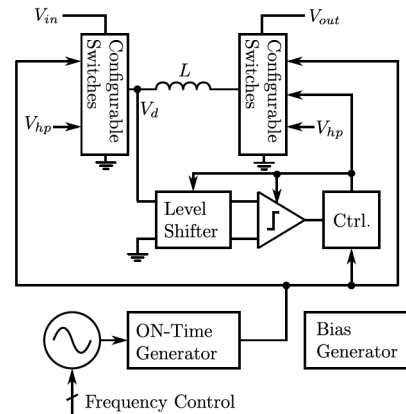 V_in
V_out
Configurable
Switches
L
Configurable
Switches
V_hp
V_d
V_hp
Level
Shifter
Ctrl.
ON-Time
Generator
Bias
Generator
Frequency Control